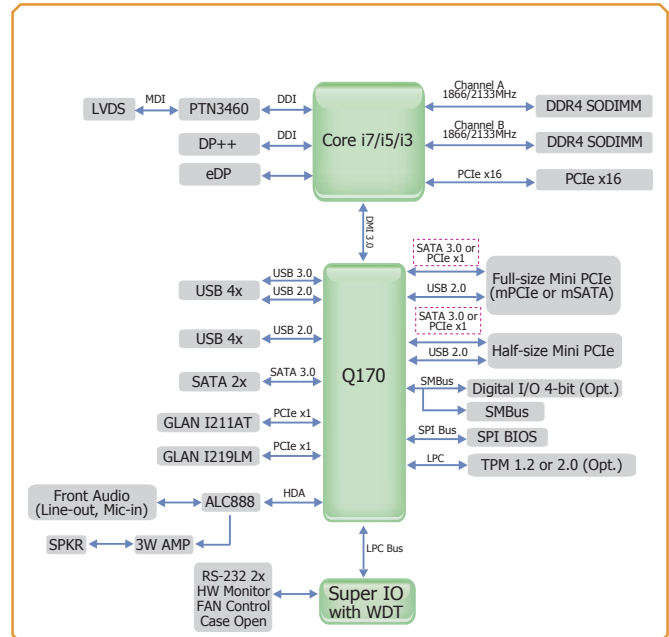 Channel A
1866/2133MHz
LVDS
MDI
PTN3460
DDI
DDR4 SODIMM
Core i7/i5/i3
Channel B
1866/2133MHz
DP++
DDI
DDR4 SODIMM
eDP
PCIe x16
PCIe x16
DMI 3.0
SATA 3.0 or
PCIe x1
USB 4x
USB 3.0
USB 2.0
USB 2.0
Full-size Mini PCIe
(mPCIe or mSATA)
SATA 3.0 or
PCIe x1
USB 4x
USB 2.0
USB 2.0
Half-size Mini PCIe
Q170
SATA 2x
SATA 3.0
SMBus
Digital I/O 4-bit (Opt.)
SMBus
GLAN I211AT
PCIe x1
SPI Bus
SPI BIOS
GLAN I219LM
PCIe x1
LPC
TPM 1.2 or 2.0 (Opt.)
Front Audio
(Line-out, Mic-in)
ALC888
HDA
SPKR
3W AMP
LPC Bus
RS-232 2x
HW Monitor
FAN Control
Case Open
Super IO
with WDT